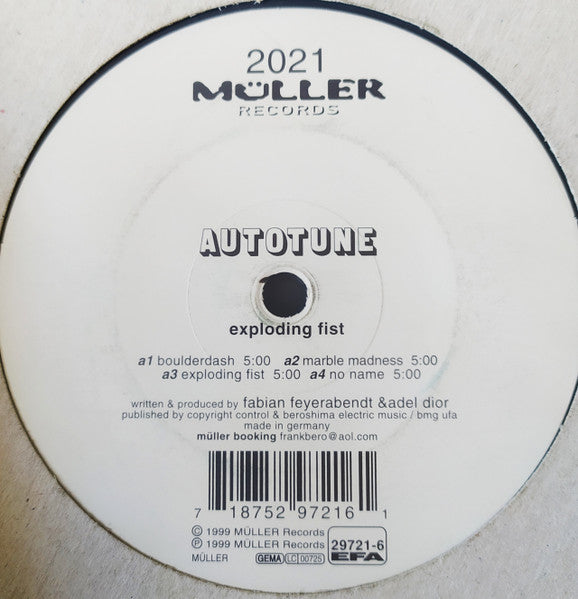 2021
MÜLLER
RECORDS
AUTOTUNE
exploding fist
a1 boulderdash 5:00 a2 marble madness 5:00
a3 exploding fist 5:00 a4 no name 5:00
written & produced by fabian feyerabendt &adel dior
published by copyright control & beroshima electric music / bmg ufa
made in germany
müller booking frankbero@aol.com
7 18752 97216 1
© 1999 MÜLLER Records
℗ 1999 MÜLLER Records 29721-6
MÜLLER GEMA LC 00725 EFA